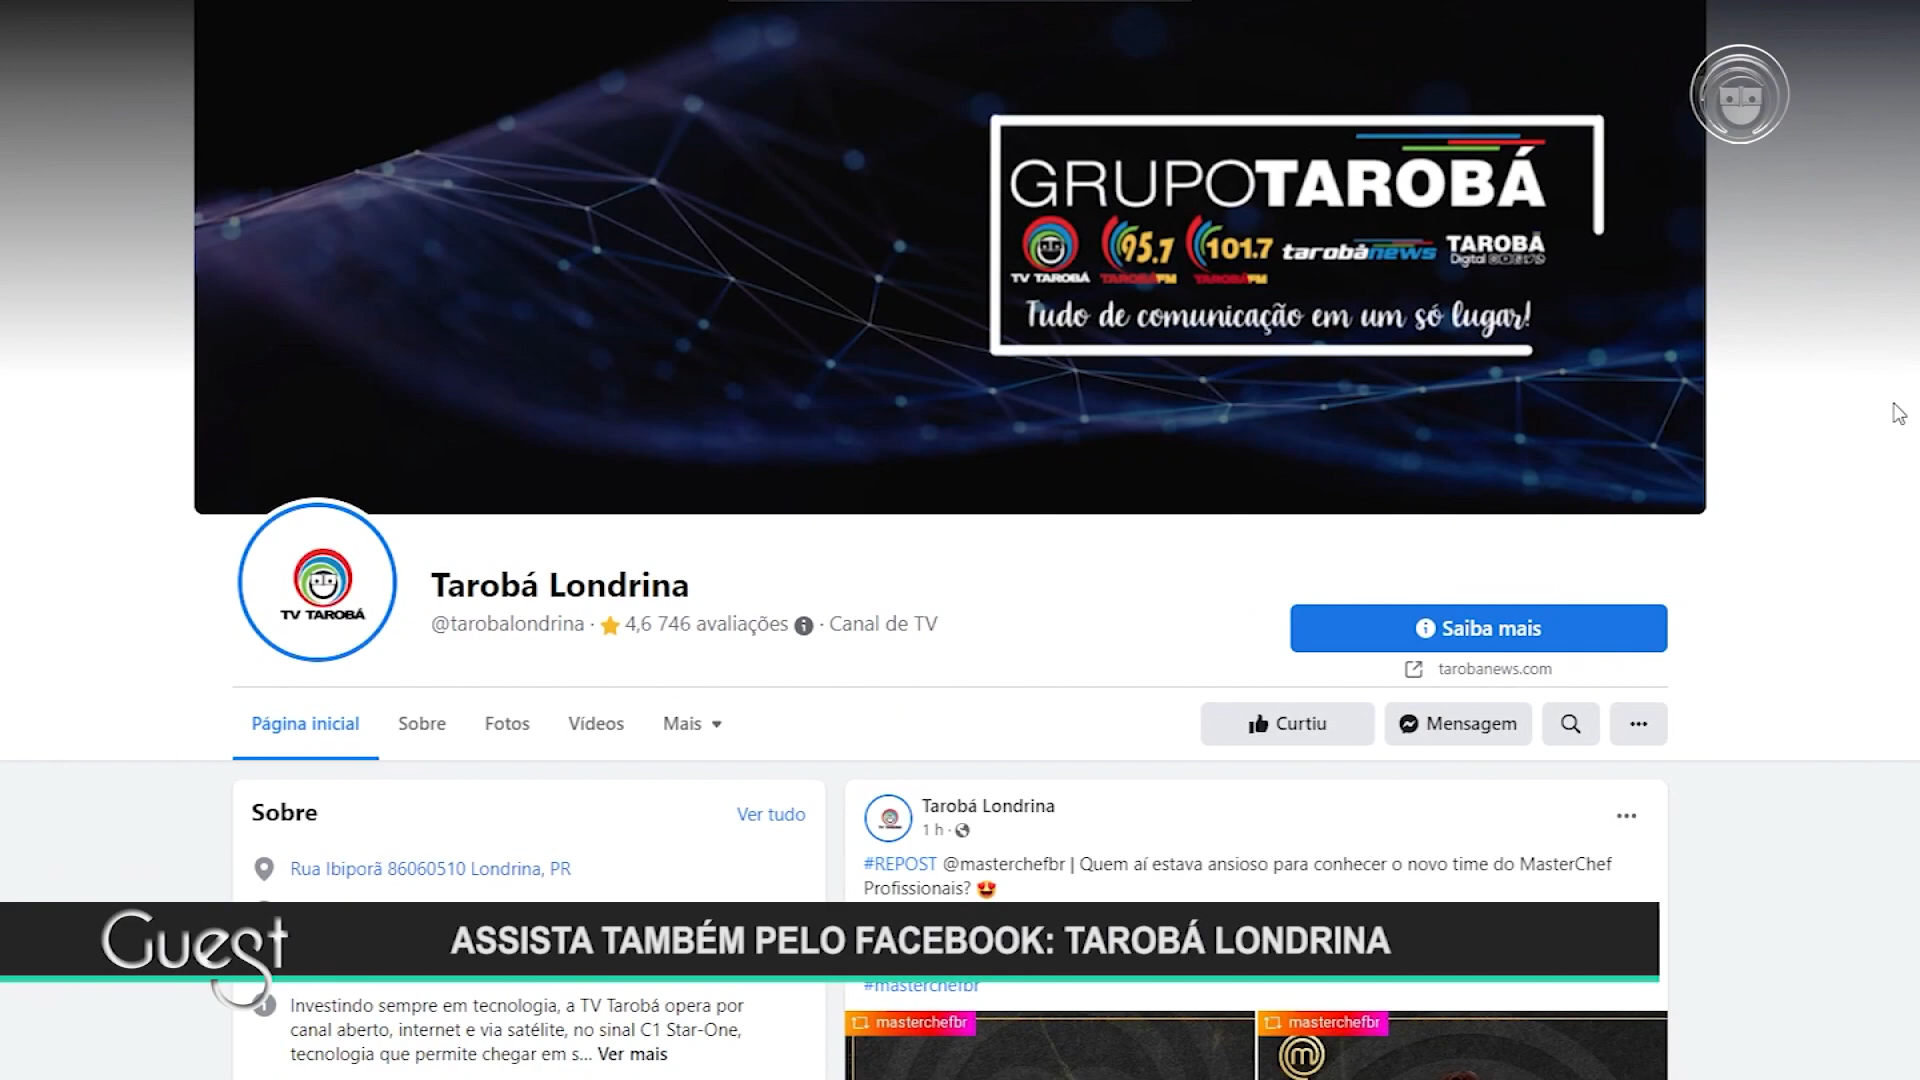 GRUPOTAROBÁ
TV TAROBÁ
95.7
TAROBÁFM
101.7
TAROBÁFM
tarobánews
TAROBÁ
Digital
Tudo de comunicação em um só lugar!
TV TAROBÁ
Tarobá Londrina
@tarobalondrina · 4,6 746 avaliações · Canal de TV
Saiba mais
tarobanews.com
Página inicial
Sobre
Fotos
Vídeos
Mais
Curtiu
Mensagem
Sobre
Ver tudo
Rua Ibiporã 86060510 Londrina, PR
Tarobá Londrina
1 h ·
#REPOST @masterchefbr | Quem aí estava ansioso para conhecer o novo time do MasterChef
Profissionais? 😍
Guest
ASSISTA TAMBÉM PELO FACEBOOK: TAROBÁ LONDRINA
#masterchefbr
Investindo sempre em tecnologia, a TV Tarobá opera por
canal aberto, internet e via satélite, no sinal C1 Star-One,
tecnologia que permite chegar em s... Ver mais
masterchefbr
masterchefbr